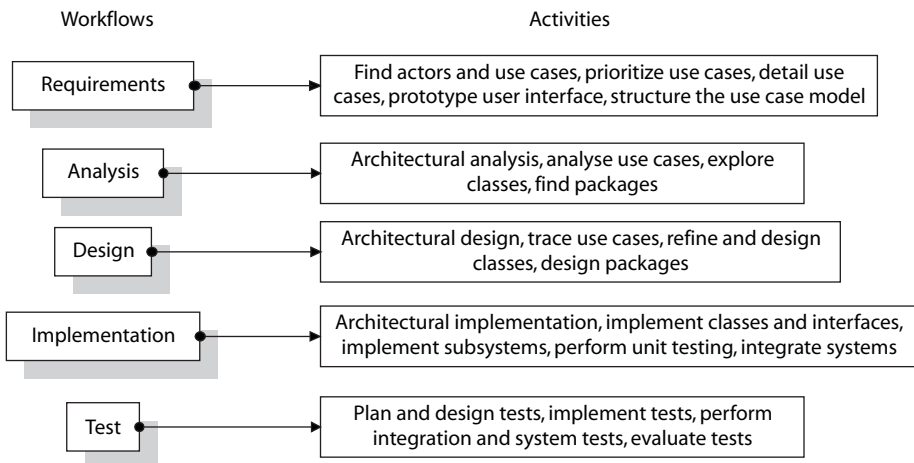 Workflows
Activities
Requirements
Find actors and use cases, prioritize use cases, detail use
cases, prototype user interface, structure the use case model
Analysis
Architectural analysis, analyse use cases, explore
classes, find packages
Design
Architectural design, trace use cases, refine and design
classes, design packages
Implementation
Architectural implementation, implement classes and interfaces,
implement subsystems, perform unit testing, integrate systems
Test
Plan and design tests, implement tests, perform
integration and system tests, evaluate tests